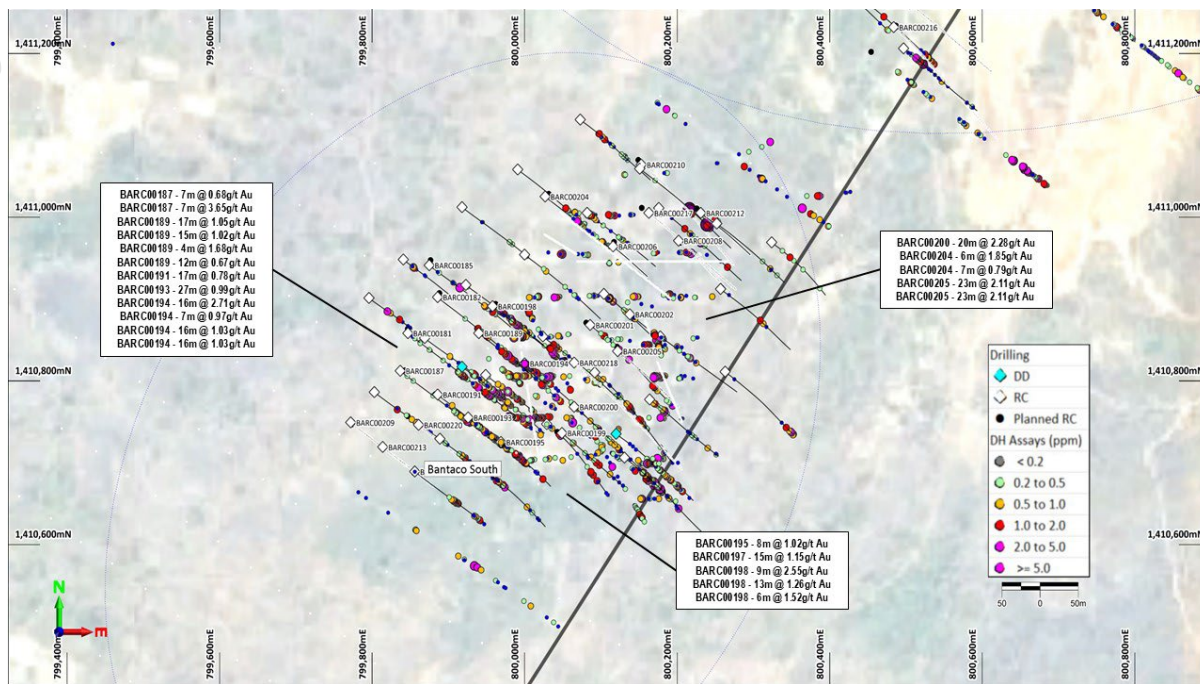 799,400mE
799,600mE
799,800mE
800,000mE
800,200mE
800,400mE
800,600mE
800,800mE
1,411,200mN
1,411,200mN
BARC00216
BARC00210
BARC00204
BARC00217
BARC00212
1,411,000mN
1,411,000mN
BARC00206
BARC00208
BARC00187 - 7m @ 0.68g/t Au
BARC00187 - 7m @ 3.65g/t Au
BARC00189 - 17m @ 1.05g/t Au
BARC00189 - 15m @ 1.02g/t Au
BARC00189 - 4m @ 1.68g/t Au
BARC00189 - 12m @ 0.67g/t Au
BARC00191 - 17m @ 0.78g/t Au
BARC00193 - 27m @ 0.99g/t Au
BARC00194 - 16m @ 2.71g/t Au
BARC00194 - 7m @ 0.97g/t Au
BARC00194 - 16m @ 1.03g/t Au
BARC00194 - 16m @ 1.03g/t Au
BARC00200 - 20m @ 2.28g/t Au
BARC00204 - 6m @ 1.85g/t Au
BARC00204 - 7m @ 0.79g/t Au
BARC00205 - 23m @ 2.11g/t Au
BARC00205 - 23m @ 2.11g/t Au
BARC00185
BARC00182
BARC00198
BARC00202
BARC00201
BARC00181
BARC00189
BARC00205
BARC00194
BARC00218
1,410,800mN
1,410,800mN
BARC00187
BARC00191
BARC00200
BARC00209
BARC00220
BARC00193
BARC00199
BARC00195
BARC00213
Bantaco South
1,410,600mN
1,410,600mN
BARC00195 - 8m @ 1.02g/t Au
BARC00197 - 15m @ 1.15g/t Au
BARC00198 - 9m @ 2.55g/t Au
BARC00198 - 13m @ 1.26g/t Au
BARC00198 - 6m @ 1.52g/t Au
Drilling
DD
RC
Planned RC
DH Assays (ppm)
< 0.2
0.2 to 0.5
0.5 to 1.0
1.0 to 2.0
2.0 to 5.0
>= 5.0
50 0 50m
N
E
799,400mE
799,600mE
799,800mE
800,000mE
800,200mE
800,400mE
800,600mE
800,800mE